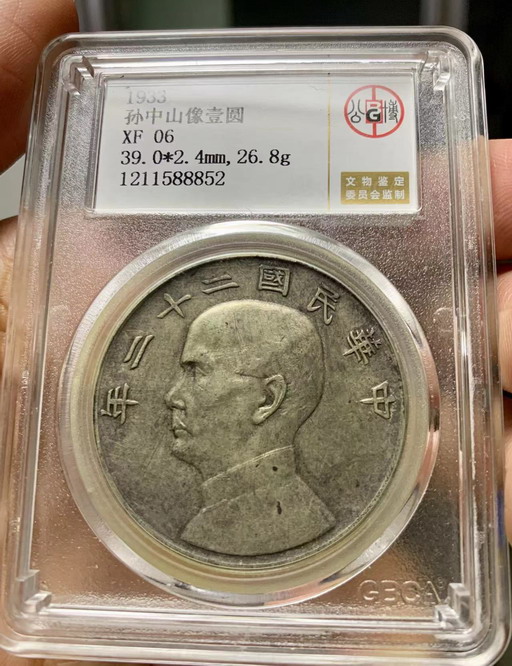 1933
孙中山像壹圆
XF 06
39.0*2.4mm,26.8g
1211588852
公博
文物鉴定
委员会监制
中華民國二十二年
GBCA